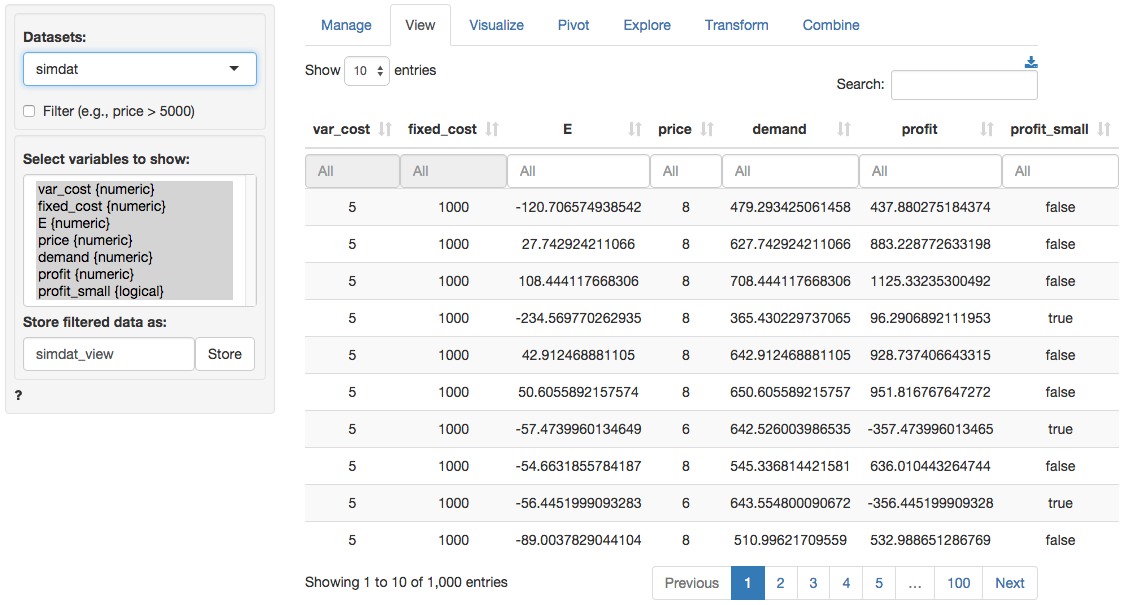 Datasets:
simdat
Filter (e.g., price > 5000)
Select variables to show:
var_cost {numeric}
fixed_cost {numeric}
E {numeric}
price {numeric}
demand {numeric}
profit {numeric}
profit_small {logical}
Store filtered data as:
simdat_view Store
?
Manage View Visualize Pivot Explore Transform Combine
Show 10 entries
Search:
var_cost fixed_cost E price demand profit profit_small
All All All All All All All
5 1000 -120.706574938542 8 479.293425061458 437.880275184374 false
5 1000 27.742924211066 8 627.742924211066 883.228772633198 false
5 1000 108.444117668306 8 708.444117668306 1125.33235300492 false
5 1000 -234.569770262935 8 365.430229737065 96.2906892111953 true
5 1000 42.912468881105 8 642.912468881105 928.737406643315 false
5 1000 50.6055892157574 8 650.605589215757 951.816767647272 false
5 1000 -57.4739960134649 6 642.526003986535 -357.473996013465 true
5 1000 -54.6631855784187 8 545.336814421581 636.010443264744 false
5 1000 -56.4451999093283 6 643.554800090672 -356.445199909328 true
5 1000 -89.0037829044104 8 510.99621709559 532.988651286769 false
Showing 1 to 10 of 1,000 entries
Previous 1 2 3 4 5 … 100 Next